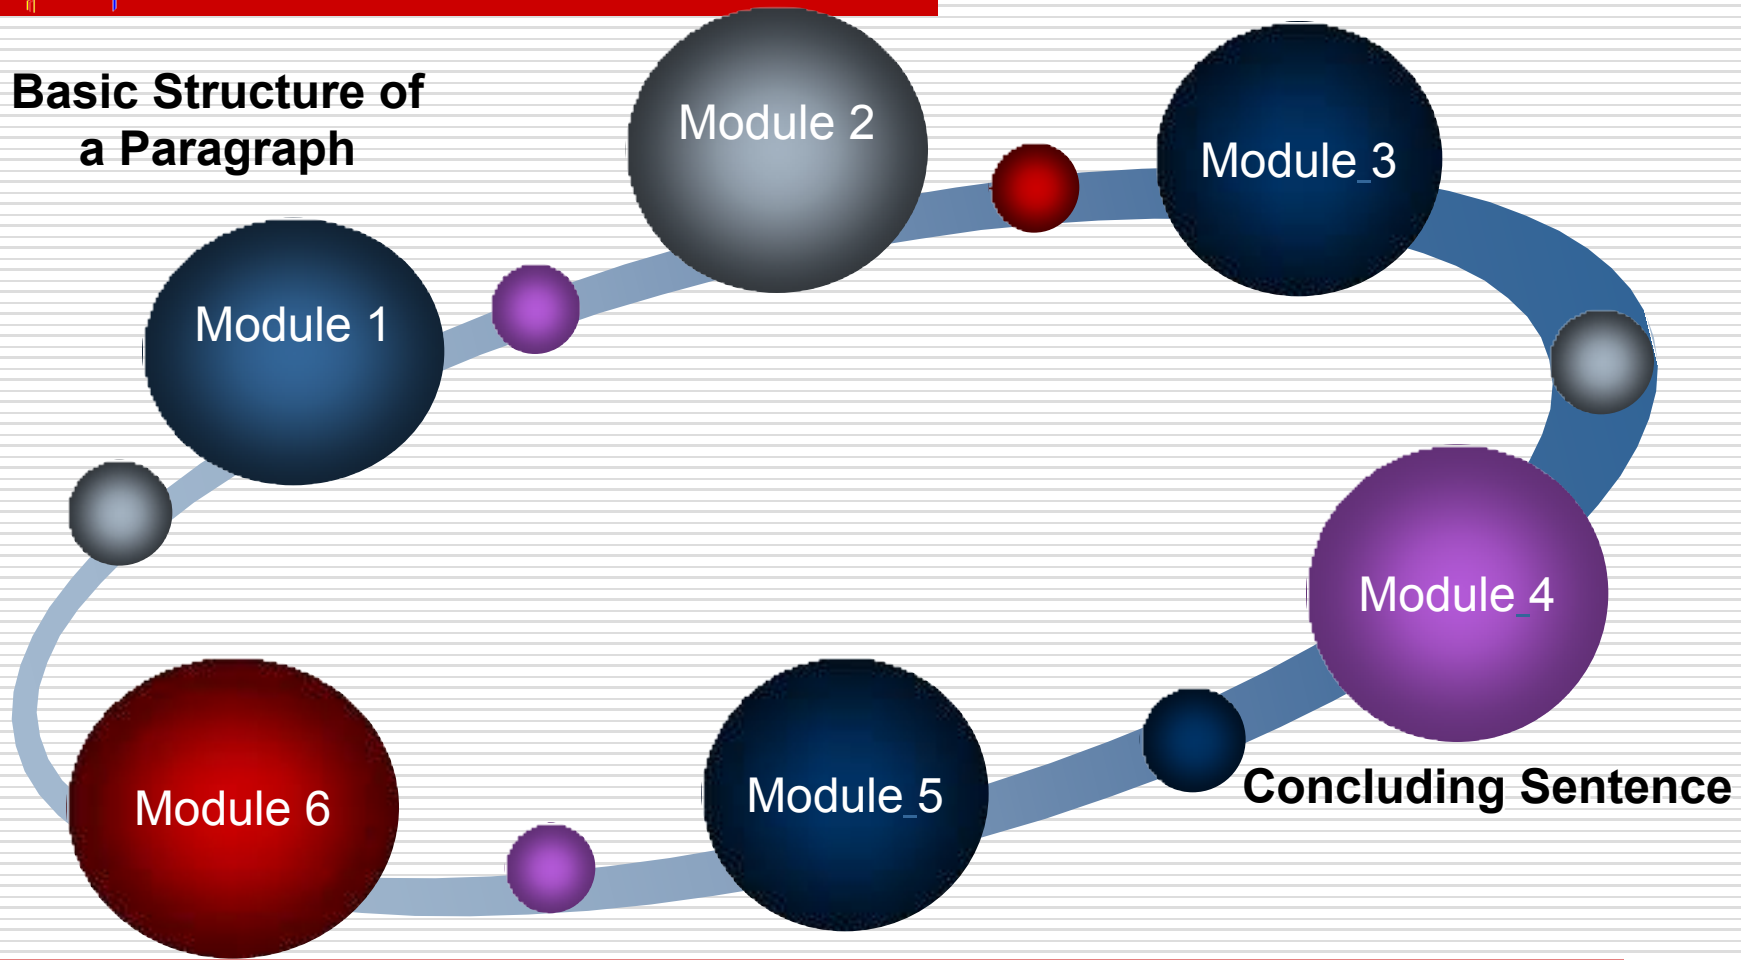 Basic Structure of
a Paragraph
Module 1
Module 2
Module 3
Module 4
Concluding Sentence
Module 5
Module 6